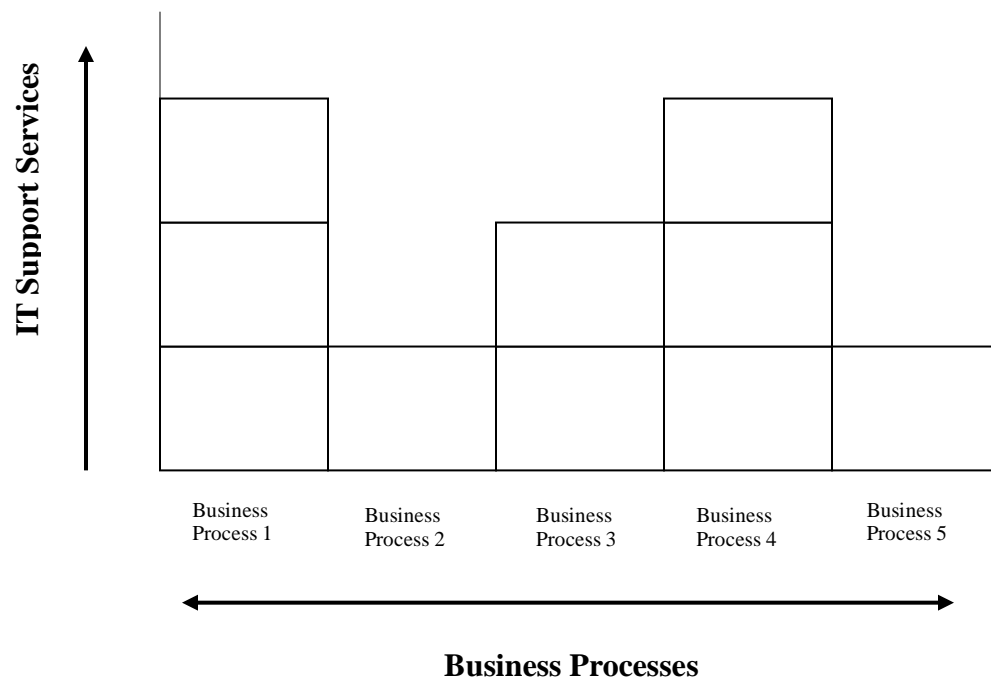 IT Support Services
Business
Process 1
Business
Process 2
Business
Process 3
Business
Process 4
Business
Process 5
Business Processes